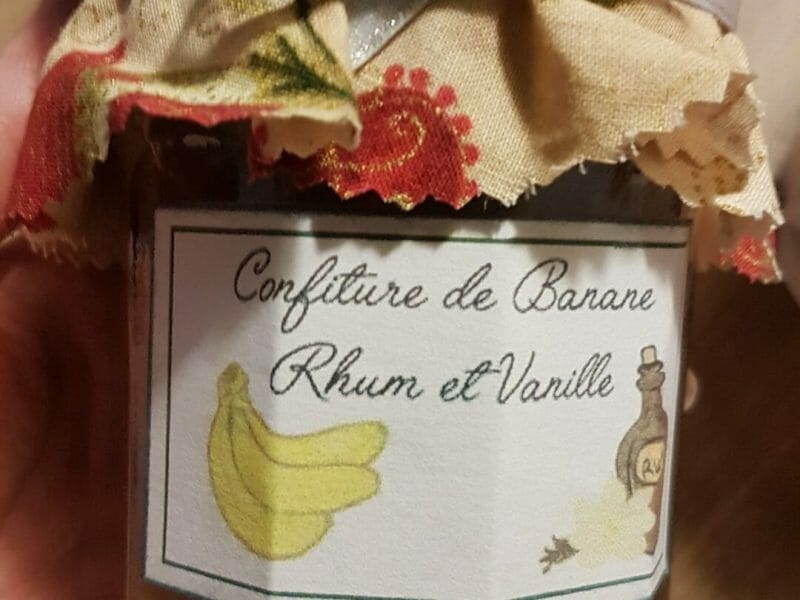 Confiture de Banane
Rhum et Vanille